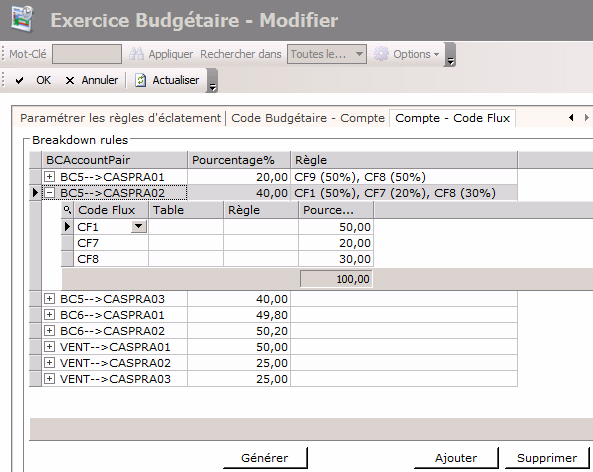 Exercice Budgétaire - Modifier
Mot-Clé Appliquer Rechercher dans Toutes le... Options
OK Annuler Actualiser
Paramétrer les règles d'éclatement Code Budgétaire - Compte Compte - Code Flux
Breakdown rules
BCAccountPair Pourcentage% Règle
BC5-->CASPRA01 20,00 CF9 (50%), CF8 (50%)
BC5-->CASPRA02 40,00 CF1 (50%), CF7 (20%), CF8 (30%)
Code Flux Table Règle Pource...
CF1 50,00
CF7 20,00
CF8 30,00
100,00
BC5-->CASPRA03 40,00
BC6-->CASPRA01 49,80
BC6-->CASPRA02 50,20
VENT-->CASPRA01 50,00
VENT-->CASPRA02 25,00
VENT-->CASPRA03 25,00
Générer Ajouter Supprimer